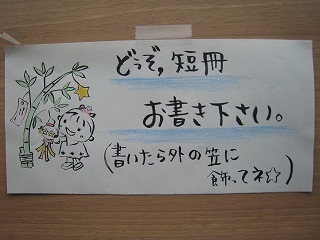 どうぞ,短冊
お書き下さい。
(書いたら外の笠に
飾ってネ☆)